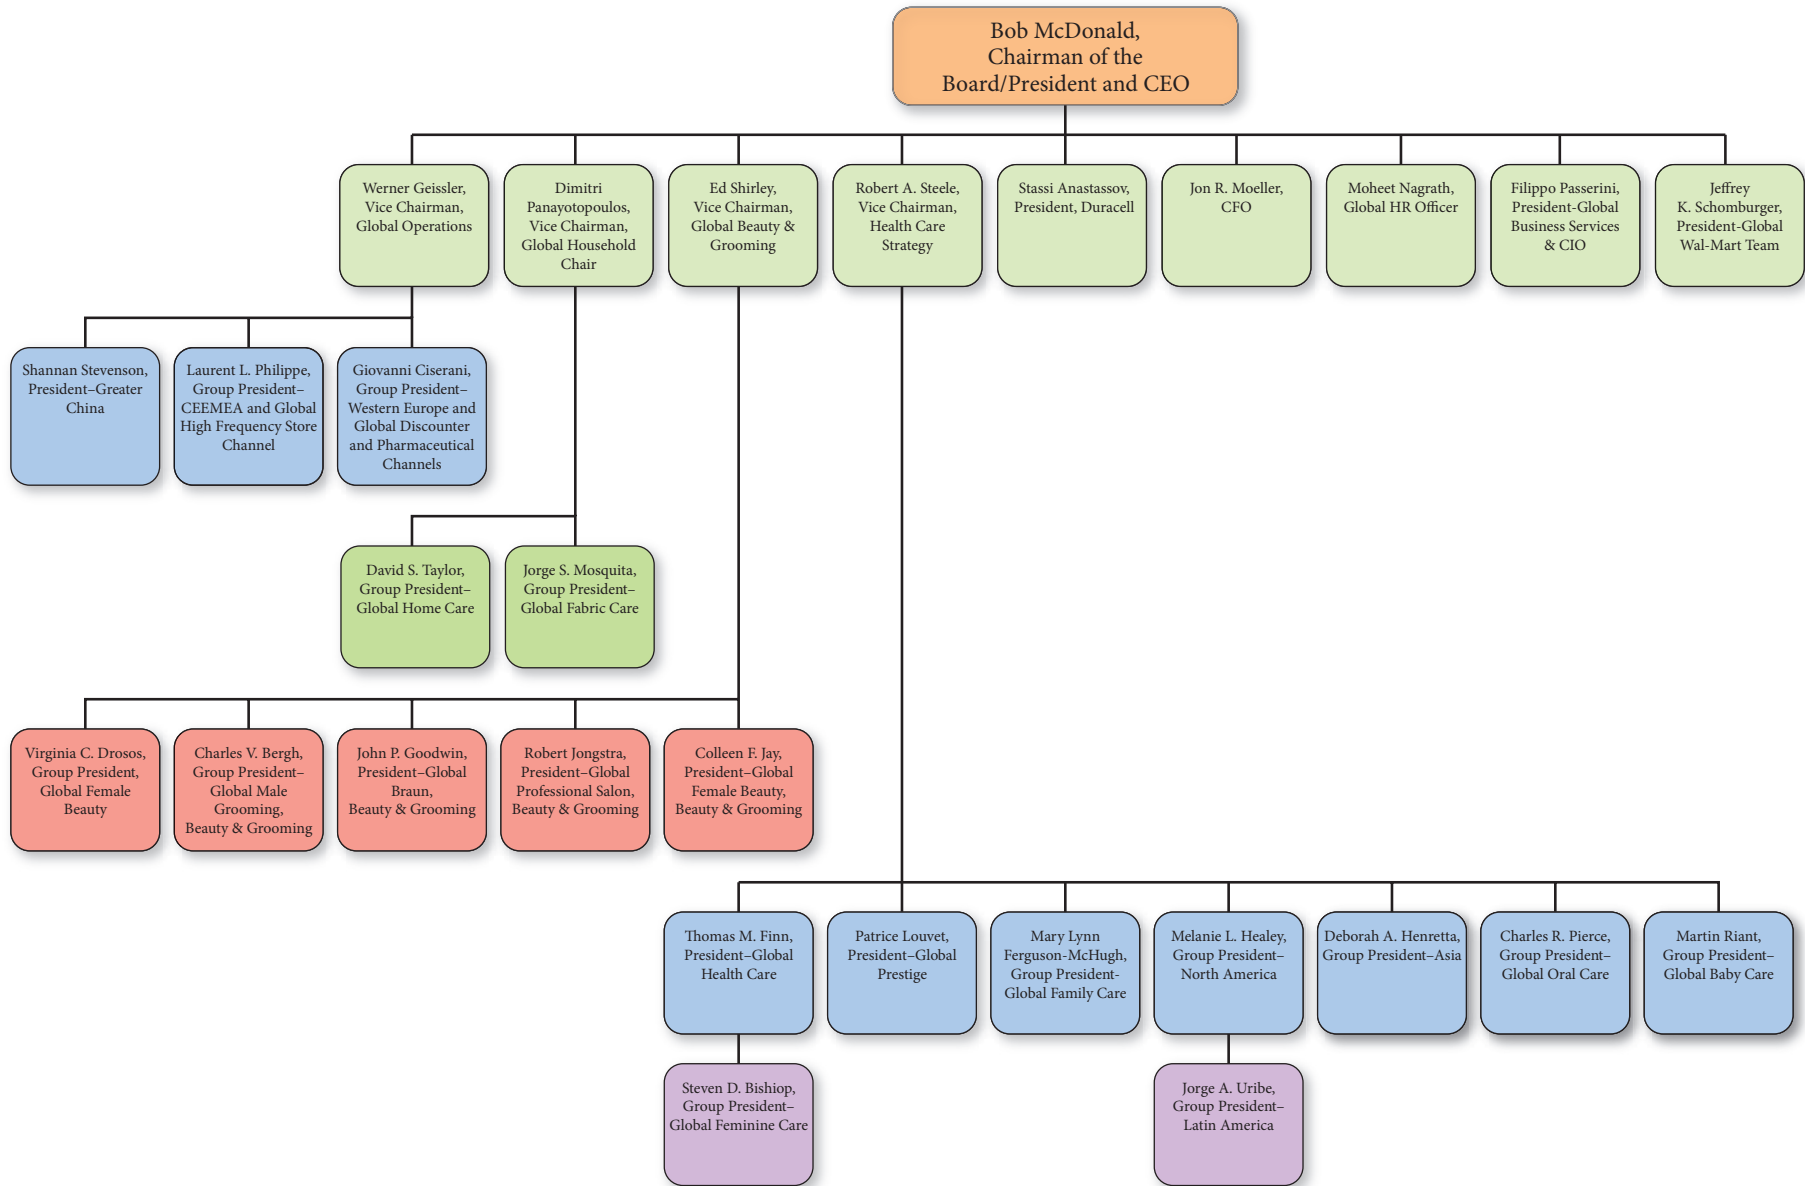 Bob McDonald,
Chairman of the
Board/President and CEO
Werner Geissler,
Vice Chairman,
Global Operations
Dimitri
Panayotopoulos,
Vice Chairman,
Global Household
Chair
Ed Shirley,
Vice Chairman,
Global Beauty &
Grooming
Robert A. Steele,
Vice Chairman,
Health Care
Strategy
Stassi Anastassov,
President, Duracell
Jon R. Moeller,
CFO
Moheet Nagrath,
Global HR Officer
Filippo Passerini,
President-Global
Business Services
& CIO
Jeffrey
K. Schomburger,
President-Global
Wal-Mart Team
Shannan Stevenson,
President–Greater
China
Laurent L. Philippe,
Group President–
CEEMEA and Global
High Frequency Store
Channel
Giovanni Ciserani,
Group President–
Western Europe and
Global Discounter
and Pharmaceutical
Channels
David S. Taylor,
Group President–
Global Home Care
Jorge S. Mosquita,
Group President–
Global Fabric Care
Virginia C. Drosos,
Group President,
Global Female
Beauty
Charles V. Bergh,
Group President–
Global Male
Grooming,
Beauty & Grooming
John P. Goodwin,
President–Global
Braun,
Beauty & Grooming
Robert Jongstra,
President–Global
Professional Salon,
Beauty & Grooming
Colleen F. Jay,
President–Global
Female Beauty,
Beauty & Grooming
Thomas M. Finn,
President–Global
Health Care
Patrice Louvet,
President–Global
Prestige
Mary Lynn
Ferguson-McHugh,
Group President-
Global Family Care
Melanie L. Healey,
Group President–
North America
Deborah A. Henretta,
Group President–Asia
Charles R. Pierce,
Group President–
Global Oral Care
Martin Riant,
Group President–
Global Baby Care
Steven D. Bishiop,
Group President–
Global Feminine Care
Jorge A. Uribe,
Group President–
Latin America